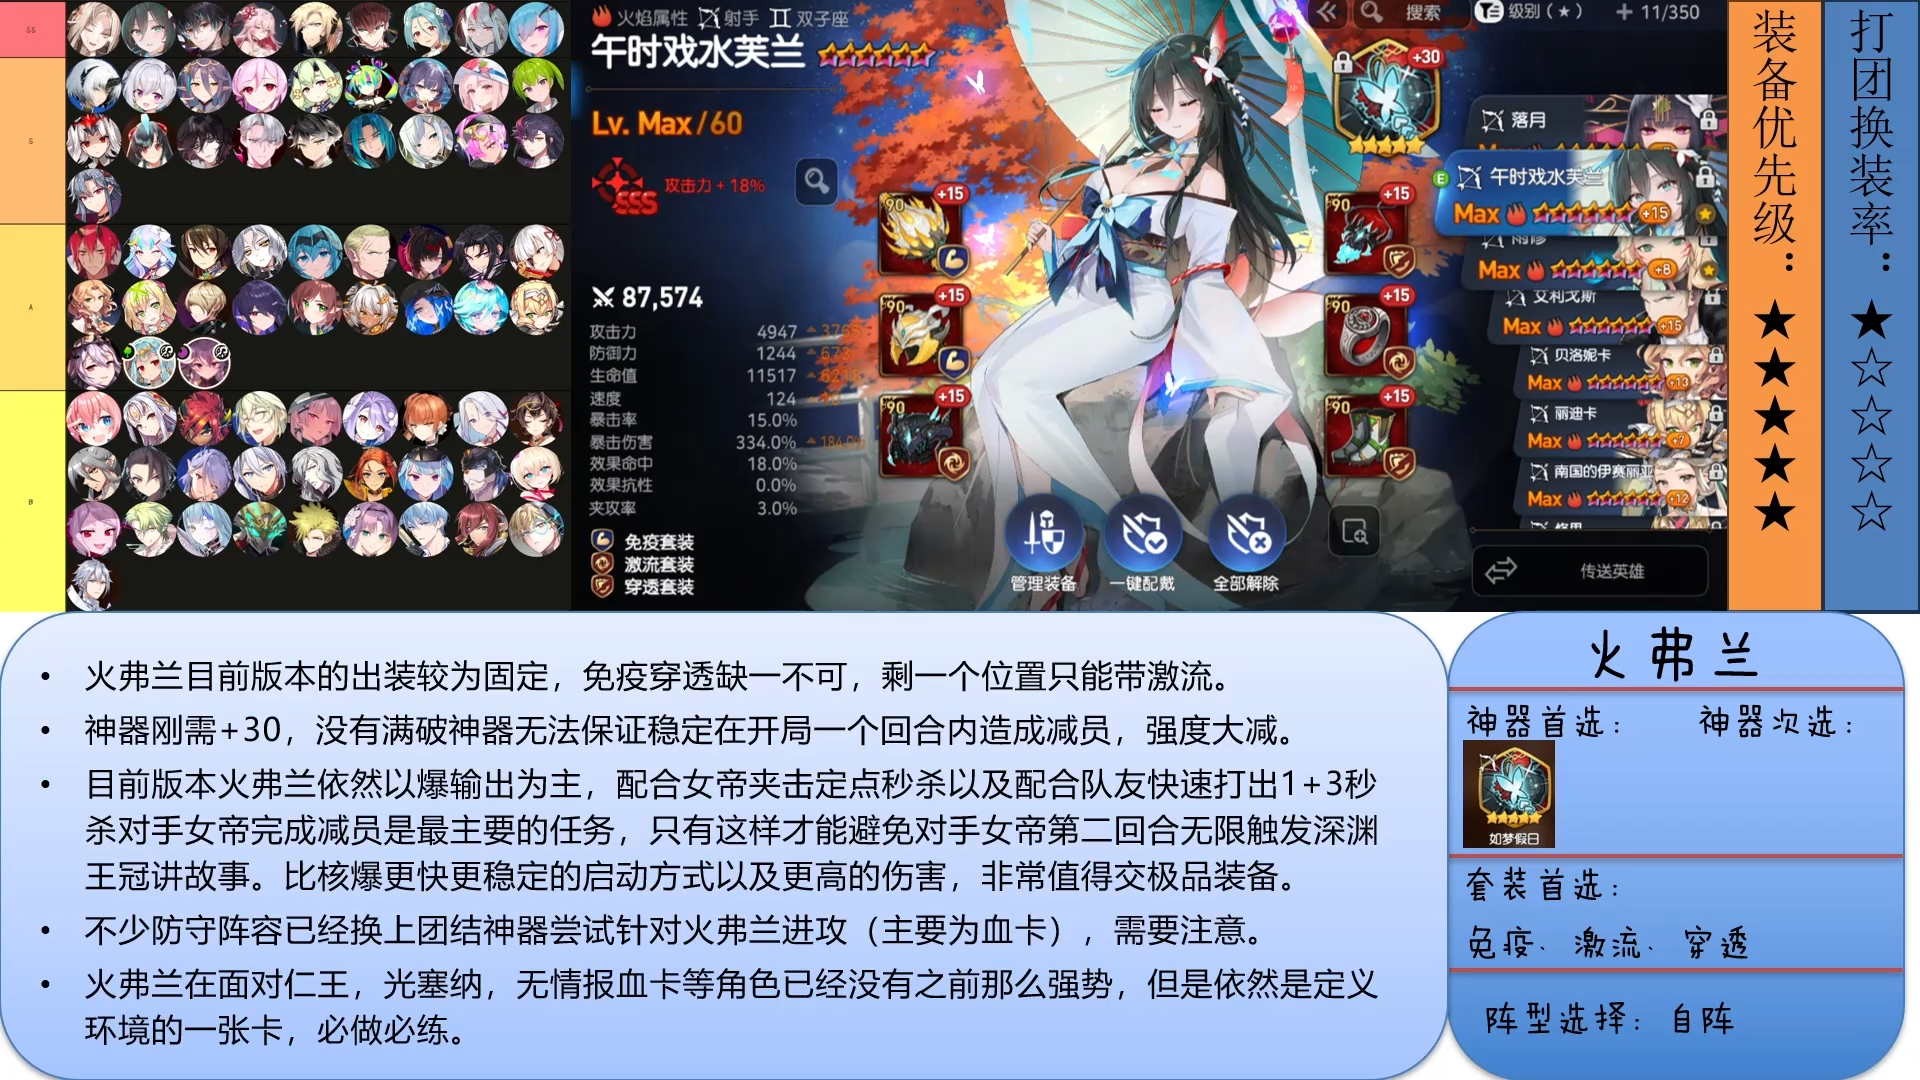 SS
S
A
B
火焰属性 射手 双子座
午时戏水芙兰
Lv. Max/60
SSS 攻击力 + 18%
87,574
攻击力 4947
防御力 1244
生命值 11517
速度 124
暴击率 15.0%
暴击伤害 334.0%
效果命中 18.0%
效果抗性 0.0%
夹攻率 3.0%
免疫套装
激流套装
穿透套装
90 +15
90 +15
90 +15
+30
90 +15
90 +15
90 +15
管理装备
一键配戴
全部解除
搜索
级别(★)
+ 11/350
落月
E 午时戏水芙兰
Max +15
Max +8
艾利戈斯
Max +15
贝洛妮卡
Max +13
丽迪卡
Max +7
南国的伊赛丽亚
Max +12
传送英雄
装备优先级：★★★★★
打团换装率：★☆☆☆☆
• 火弗兰目前版本的出装较为固定，免疫穿透缺一不可，剩一个位置只能带激流。
• 神器刚需+30，没有满破神器无法保证稳定在开局一个回合内造成减员，强度大减。
• 目前版本火弗兰依然以爆输出为主，配合女帝夹击定点秒杀以及配合队友快速打出1+3秒
杀对手女帝完成减员是最主要的任务，只有这样才能避免对手女帝第二回合无限触发深渊
王冠讲故事。比核爆更快更稳定的启动方式以及更高的伤害，非常值得交极品装备。
• 不少防守阵容已经换上团结神器尝试针对火弗兰进攻（主要为血卡），需要注意。
• 火弗兰在面对仁王，光塞纳，无情报血卡等角色已经没有之前那么强势，但是依然是定义
环境的一张卡，必做必练。
火弗兰
神器首选： 神器次选：
如梦假日
套装首选：
免疫、激流、穿透
阵型选择：自阵